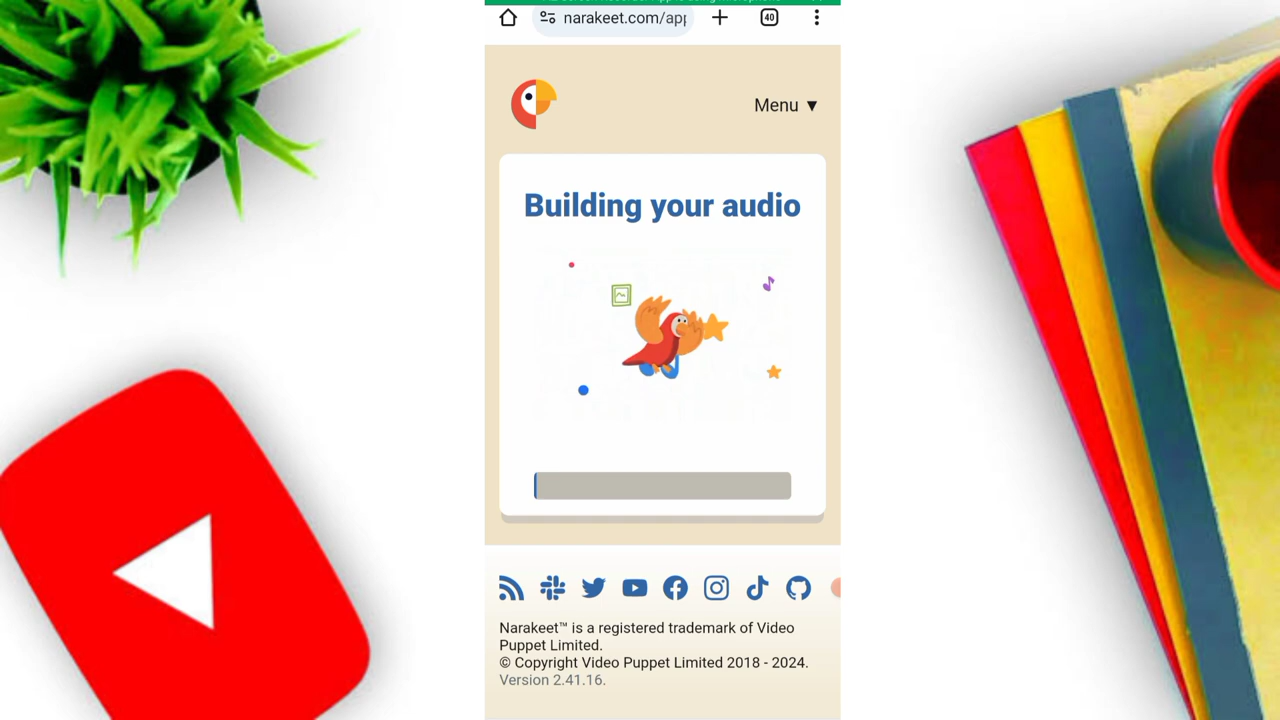 narakeet.com/app
40
Menu ▼
Building your audio
Narakeet™ is a registered trademark of Video
Puppet Limited.
© Copyright Video Puppet Limited 2018 - 2024.
Version 2.41.16.